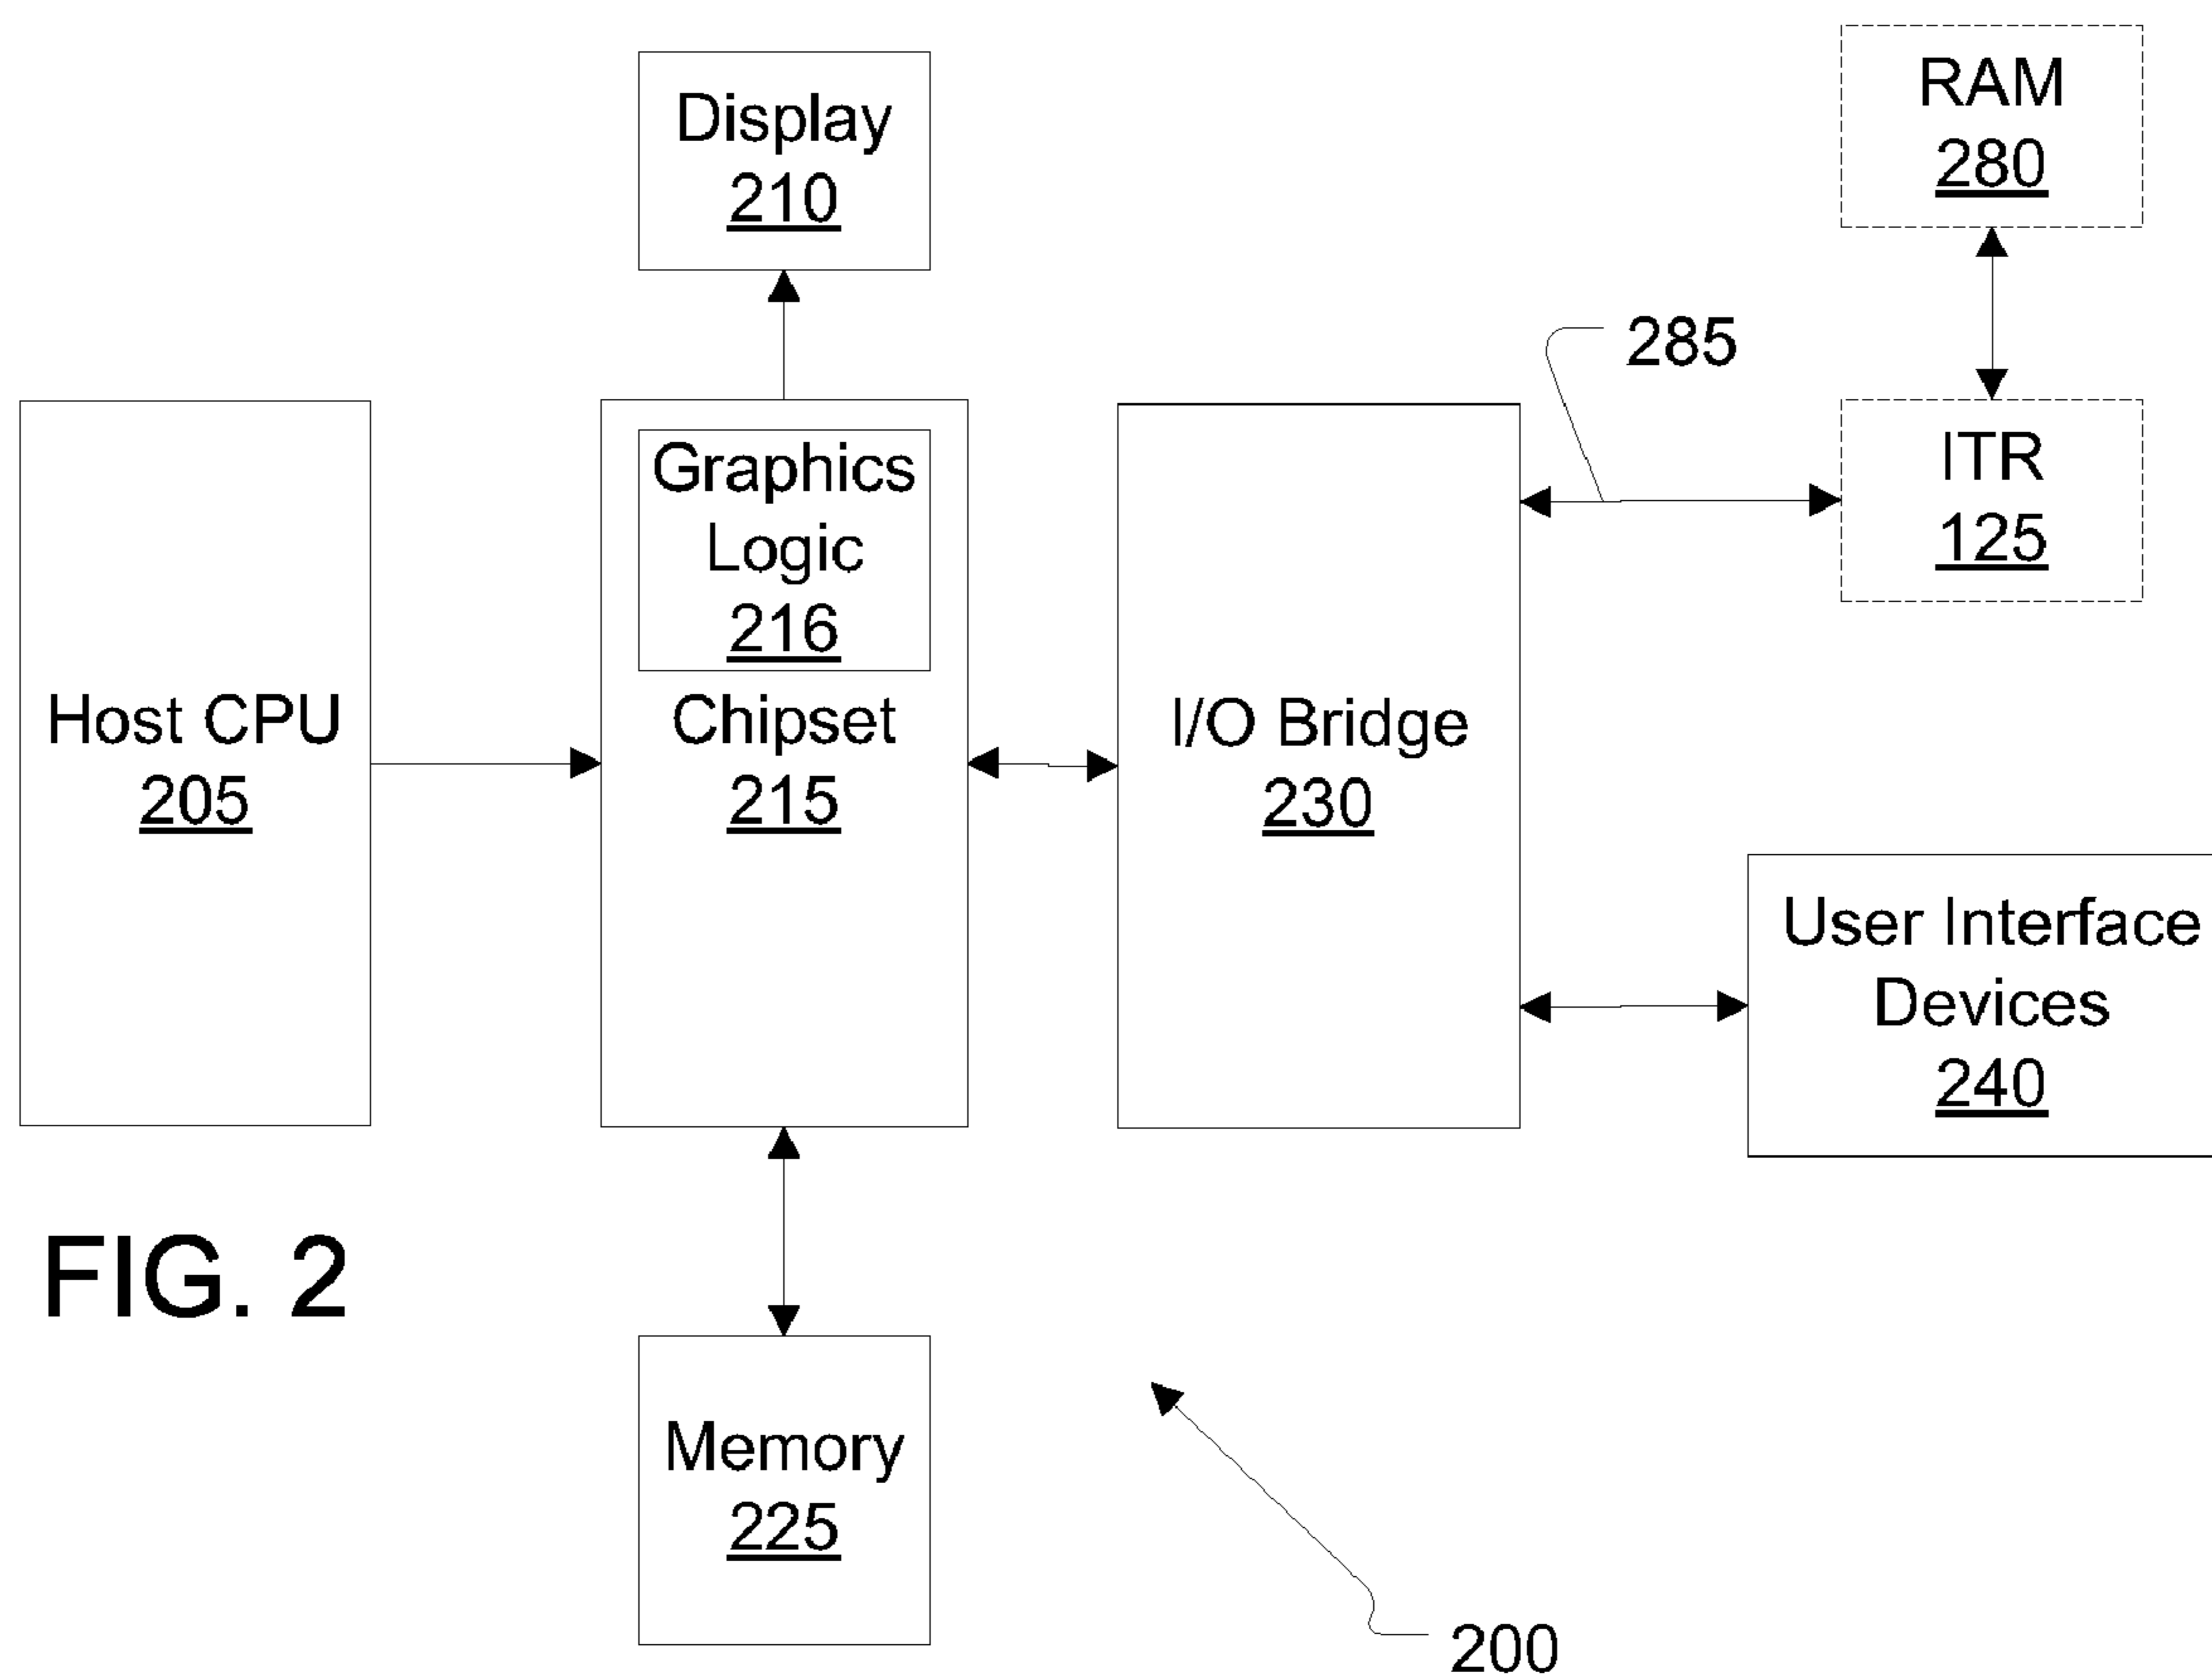 Display
210
RAM
280
285
Graphics
Logic
216
ITR
125
Host CPU
205
Chipset
215
I/O Bridge
230
User Interface
Devices
240
FIG. 2
Memory
225
200